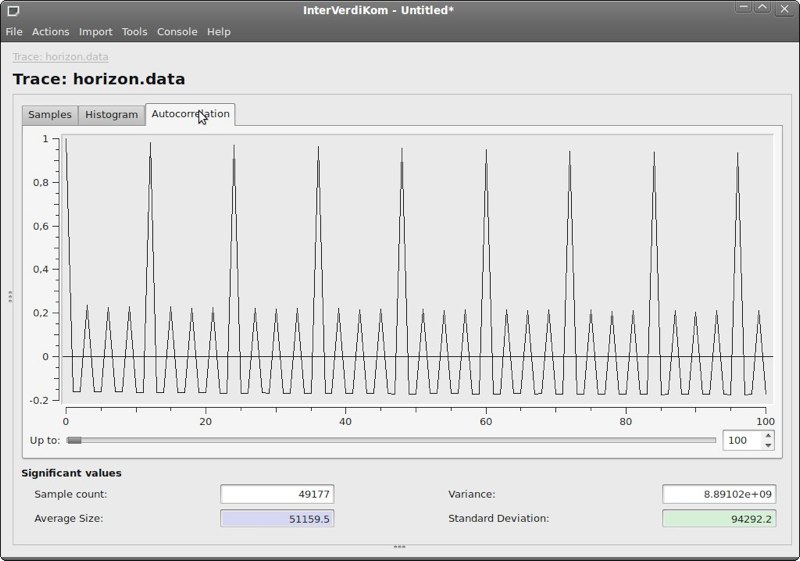 InterVerdiKom - Untitled*
File Actions Import Tools Console Help
Trace: horizon.data
Trace: horizon.data
Samples Histogram Autocorrelation
1
0,8
0,6
0,4
0,2
0
-0,2
0 20 40 60 80 100
Up to: 100
Significant values
Sample count: 49177 Variance: 8.89102e+09
Average Size: 51159.5 Standard Deviation: 94292.2